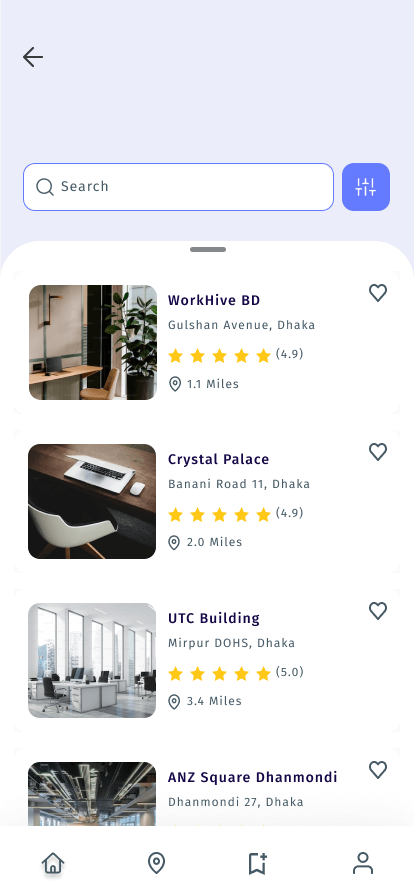 Search
WorkHive BD
Gulshan Avenue, Dhaka
(4.9)
1.1 Miles
Crystal Palace
Banani Road 11, Dhaka
(4.9)
2.0 Miles
UTC Building
Mirpur DOHS, Dhaka
(5.0)
3.4 Miles
ANZ Square Dhanmondi
Dhanmondi 27, Dhaka